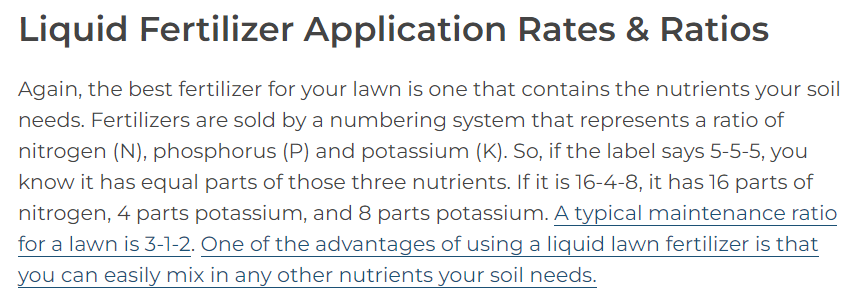 Liquid Fertilizer Application Rates & Ratios
Again, the best fertilizer for your lawn is one that contains the nutrients your soil
needs. Fertilizers are sold by a numbering system that represents a ratio of
nitrogen (N), phosphorus (P) and potassium (K). So, if the label says 5-5-5, you
know it has equal parts of those three nutrients. If it is 16-4-8, it has 16 parts of
nitrogen, 4 parts potassium, and 8 parts potassium. A typical maintenance ratio
for a lawn is 3-1-2. One of the advantages of using a liquid lawn fertilizer is that
you can easily mix in any other nutrients your soil needs.